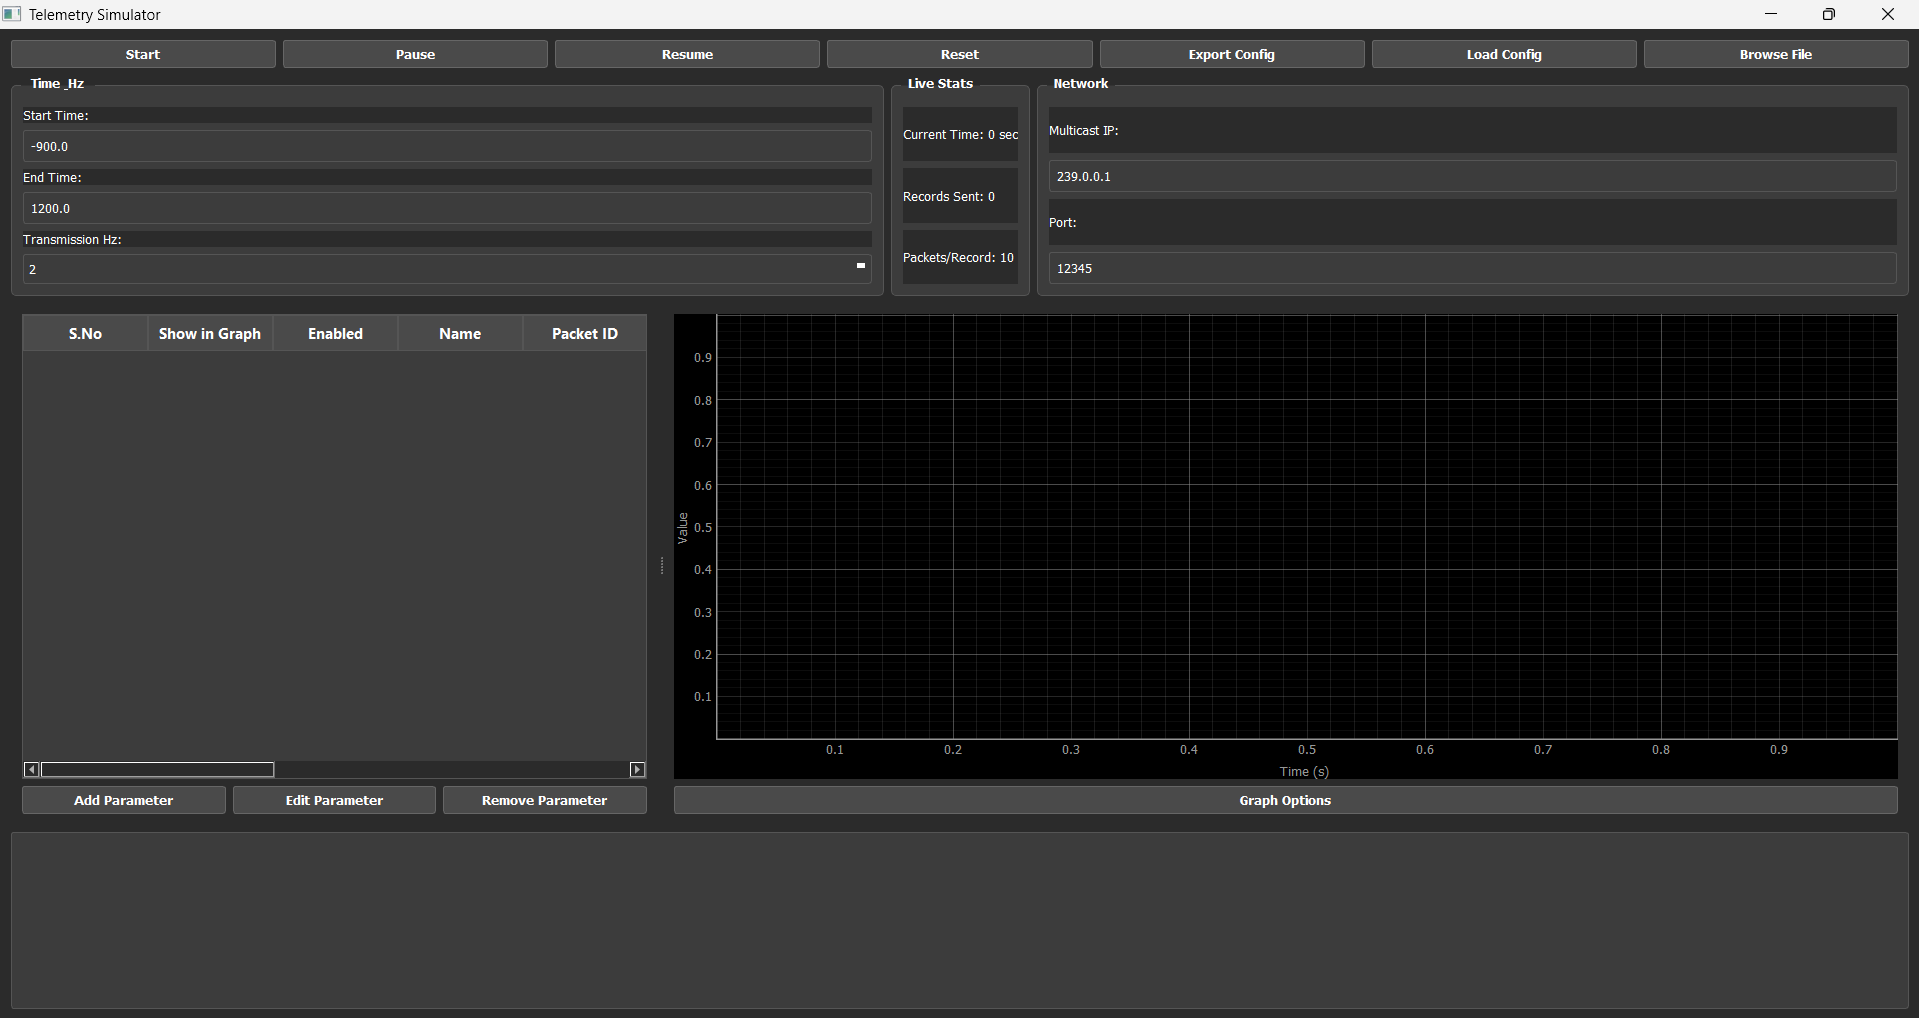 Telemetry Simulator
Start Pause Resume Reset Export Config Load Config Browse File
Time_Hz
Start Time:
-900.0
End Time:
1200.0
Transmission Hz:
2
Live Stats
Current Time: 0 sec
Records Sent: 0
Packets/Record: 10
Network
Multicast IP:
239.0.0.1
Port:
12345
S.No Show in Graph Enabled Name Packet ID
Add Parameter Edit Parameter Remove Parameter
Value
0.9
0.8
0.7
0.6
0.5
0.4
0.3
0.2
0.1
0.1 0.2 0.3 0.4 0.5 0.6 0.7 0.8 0.9
Time (s)
Graph Options